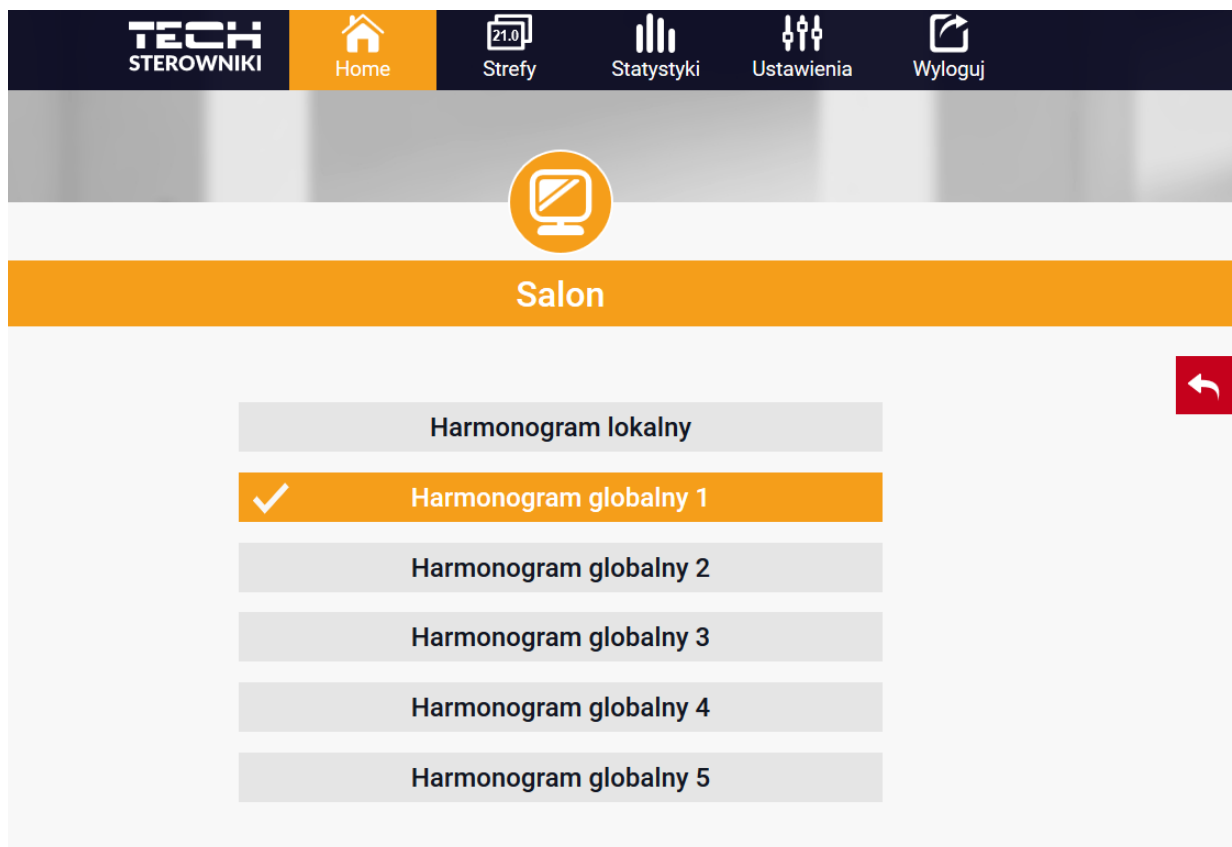 TECH
STEROWNIKI
Home
21.0
Strefy
Statystyki
Ustawienia
Wyloguj
Salon
Harmonogram lokalny
Harmonogram globalny 1
Harmonogram globalny 2
Harmonogram globalny 3
Harmonogram globalny 4
Harmonogram globalny 5